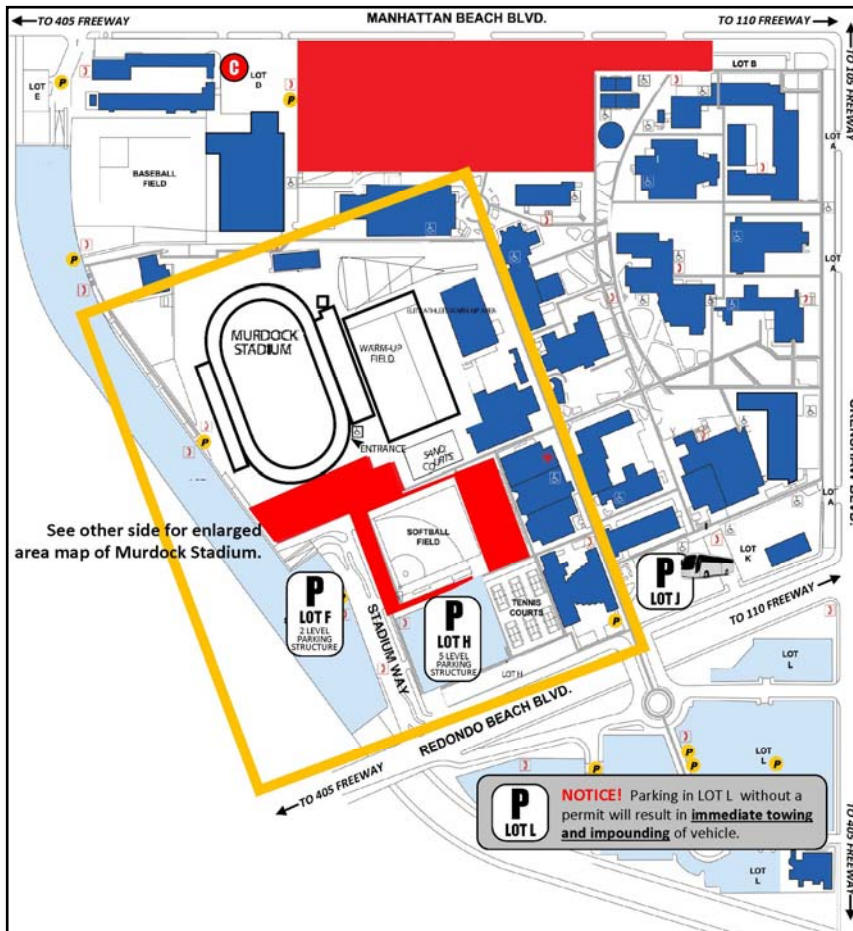 TO 405 FREEWAY
MANHATTAN BEACH BLVD.
TO 110 FREEWAY
TO 105 FREEWAY
LOT E
C
LOT D
LOT B
P
P
LOT A
BASEBALL FIELD
P
LOT A
MURDOCK STADIUM
WARM-UP FIELD
P
ENTRANCE
SAND COURTS
LOT A
See other side for enlarged
area map of Murdock Stadium.
SOFTBALL FIELD
P
LOT F
2 LEVEL
PARKING
STRUCTURE
STADIUM WAY
P
LOT H
5 LEVEL
PARKING
STRUCTURE
TENNIS COURTS
P
P
LOT J
LOT K
TO 110 FREEWAY
LOT H
REDONDO BEACH BLVD.
LOT L
TO 405 FREEWAY
P
P
P
LOT L
P
P
LOT L
NOTICE! Parking in LOT L without a
permit will result in immediate towing
and impounding of vehicle.
LOT L
LOT L
TO 405 FREEWAY